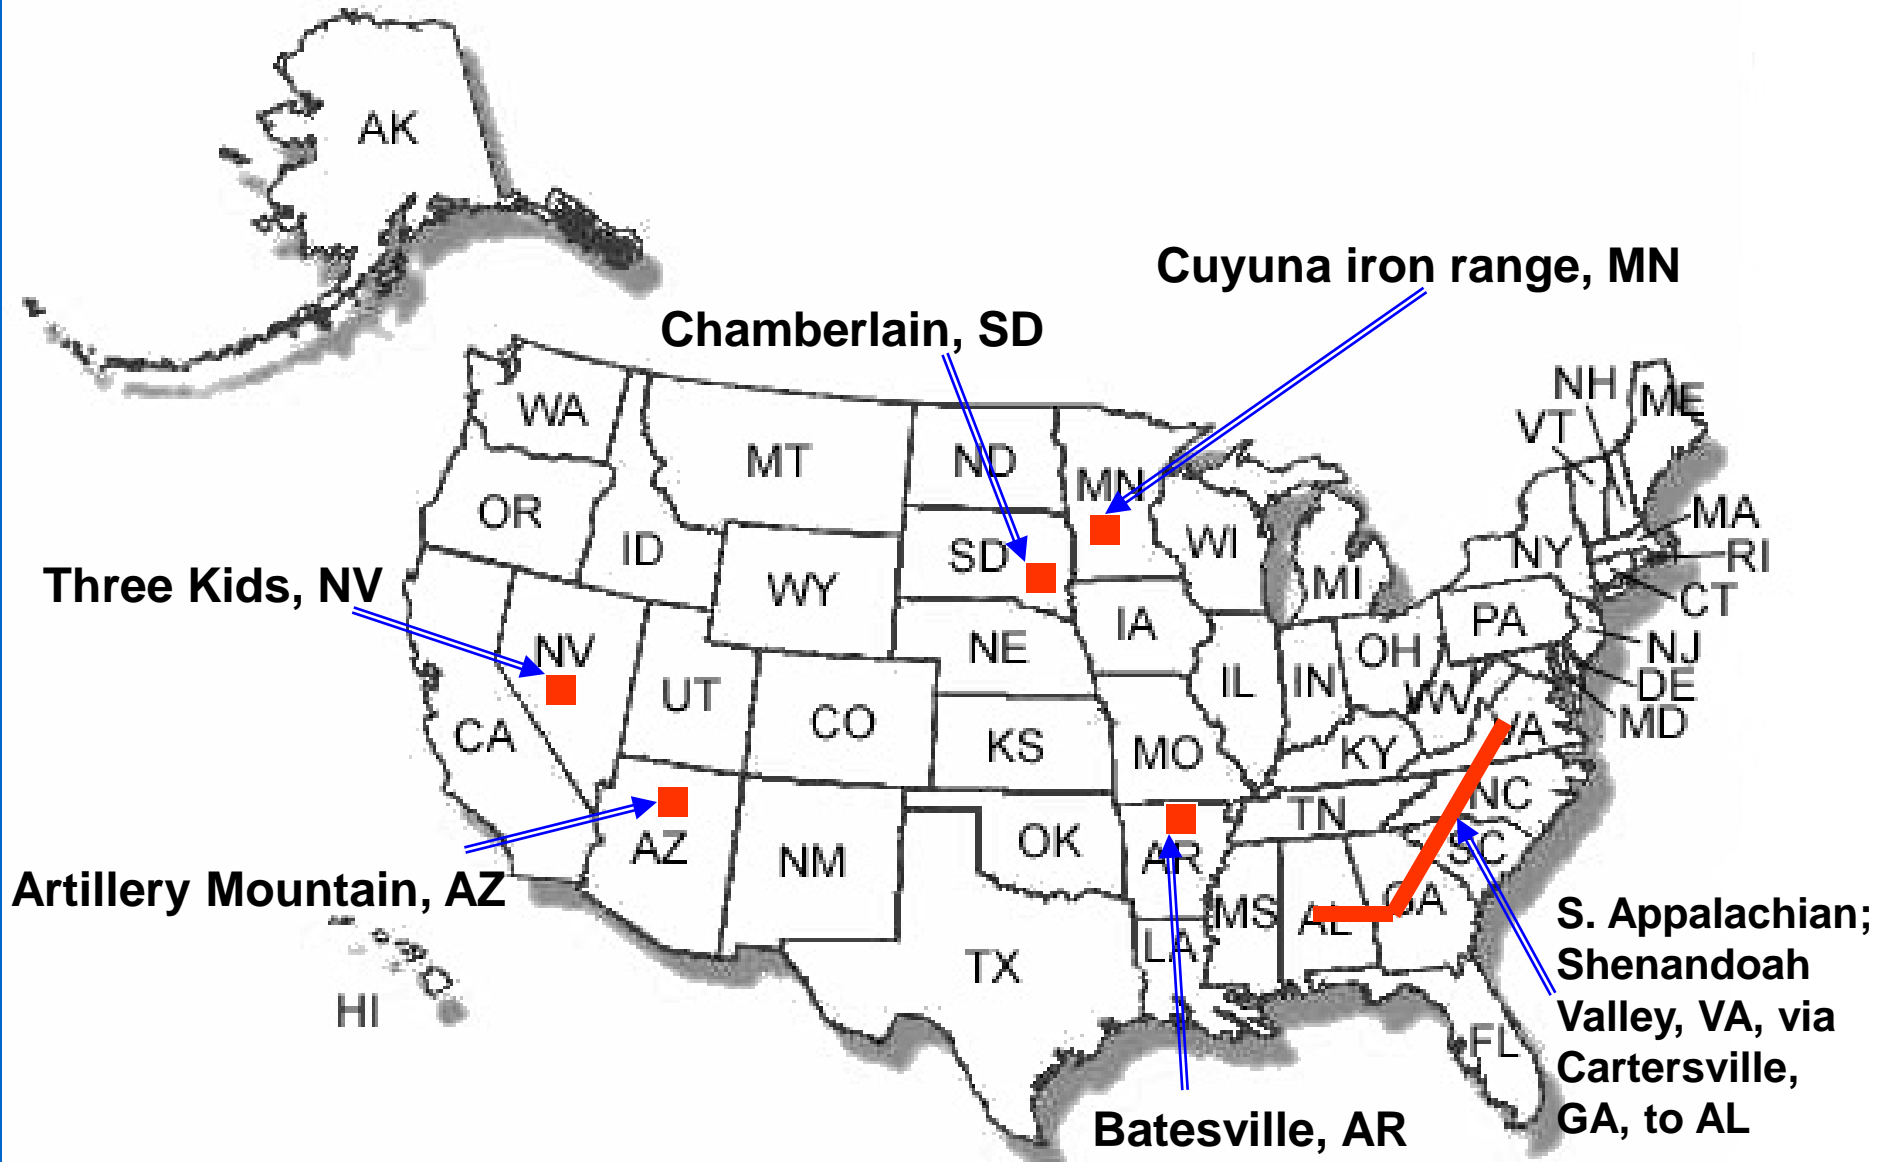 AK
Cuyuna iron range, MN
Chamberlain, SD
NH
ME
VT
WA
MT
ND
MN
OR
MA
ID
SD
WI
NY
RI
MI
Three Kids, NV
WY
CT
IA
PA
NV
NE
OH
NJ
UT
IL
IN
DE
WV
CO
MD
CA
KS
MO
KY
VA
NC
TN
AZ
NM
OK
AR
SC
Artillery Mountain, AZ
MS
AL
GA
S. Appalachian;
Shenandoah
Valley, VA, via
Cartersville,
GA, to AL
LA
TX
HI
FL
Batesville, AR